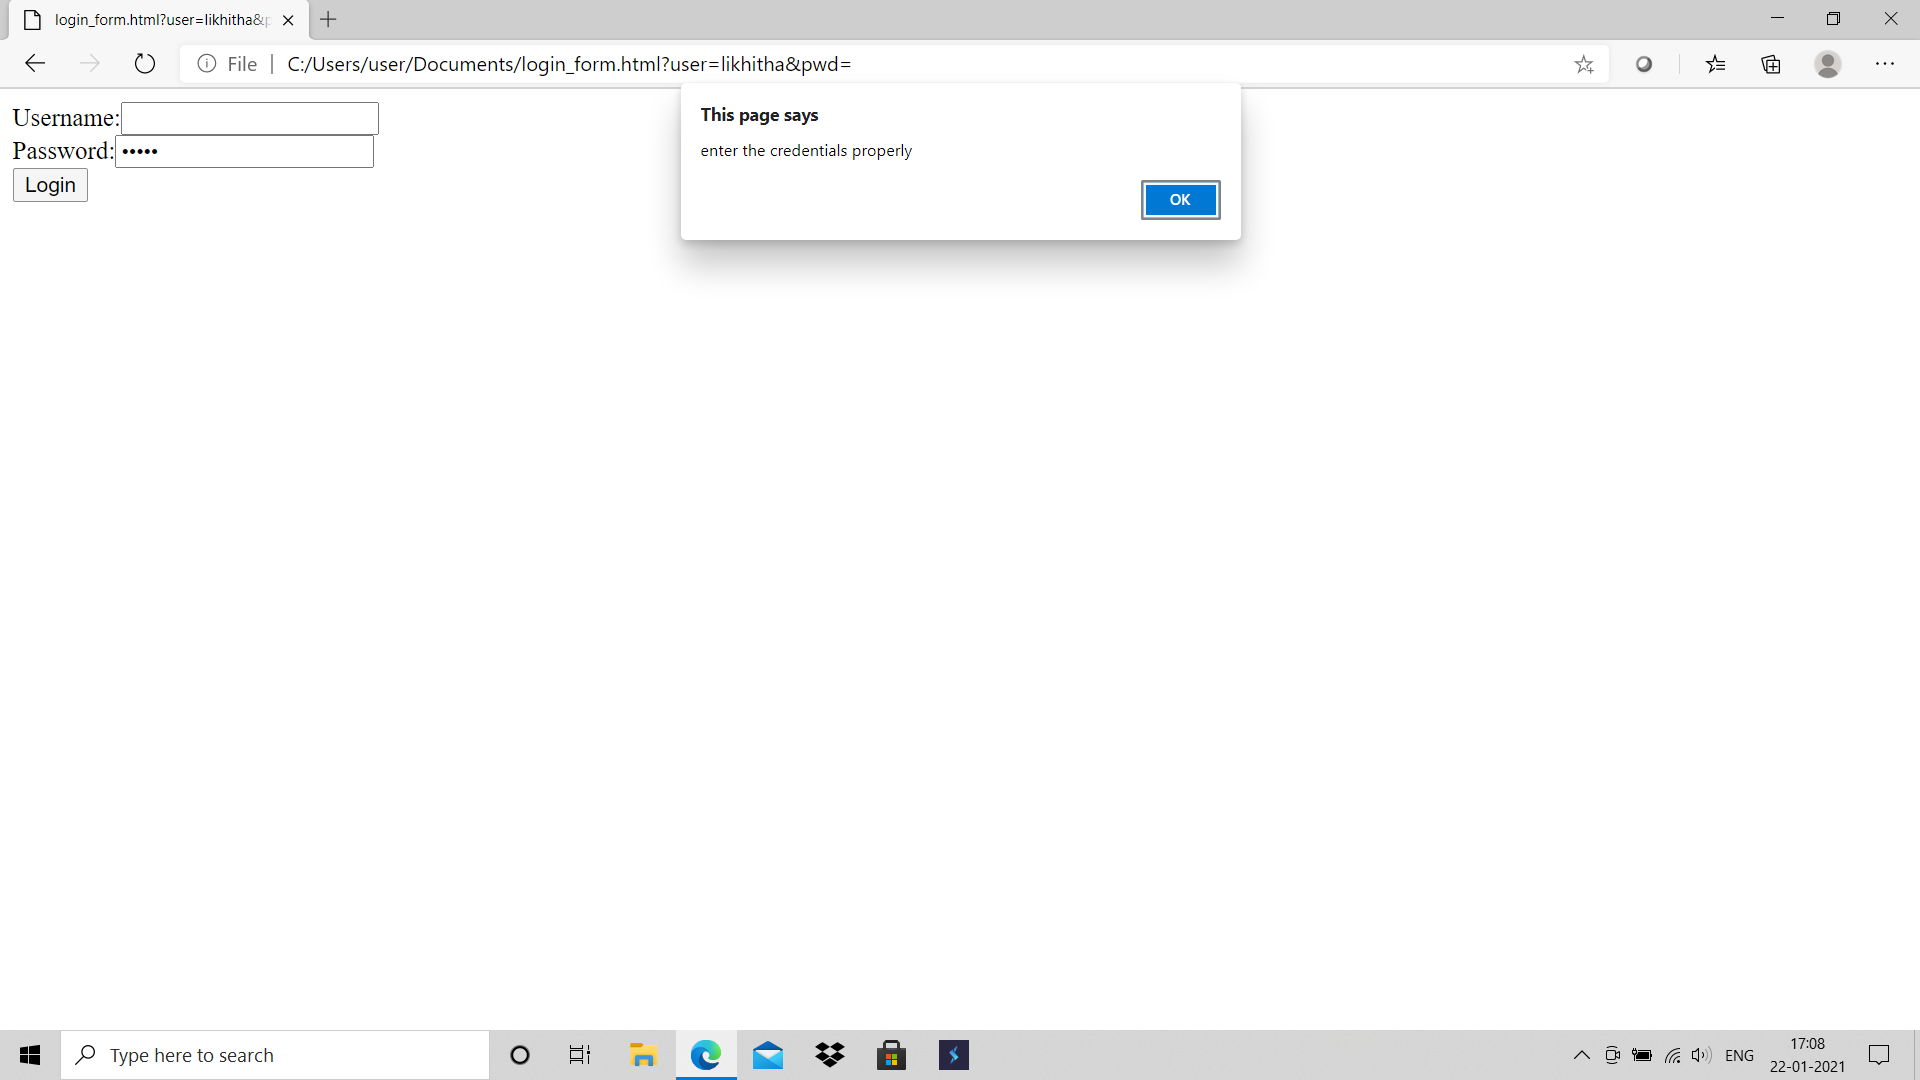 login_form.html?user=likhitha&p
File
C:/Users/user/Documents/login_form.html?user=likhitha&pwd=
Username:
Password:•••••
Login
This page says
enter the credentials properly
OK
Type here to search
ENG
17:08
22-01-2021